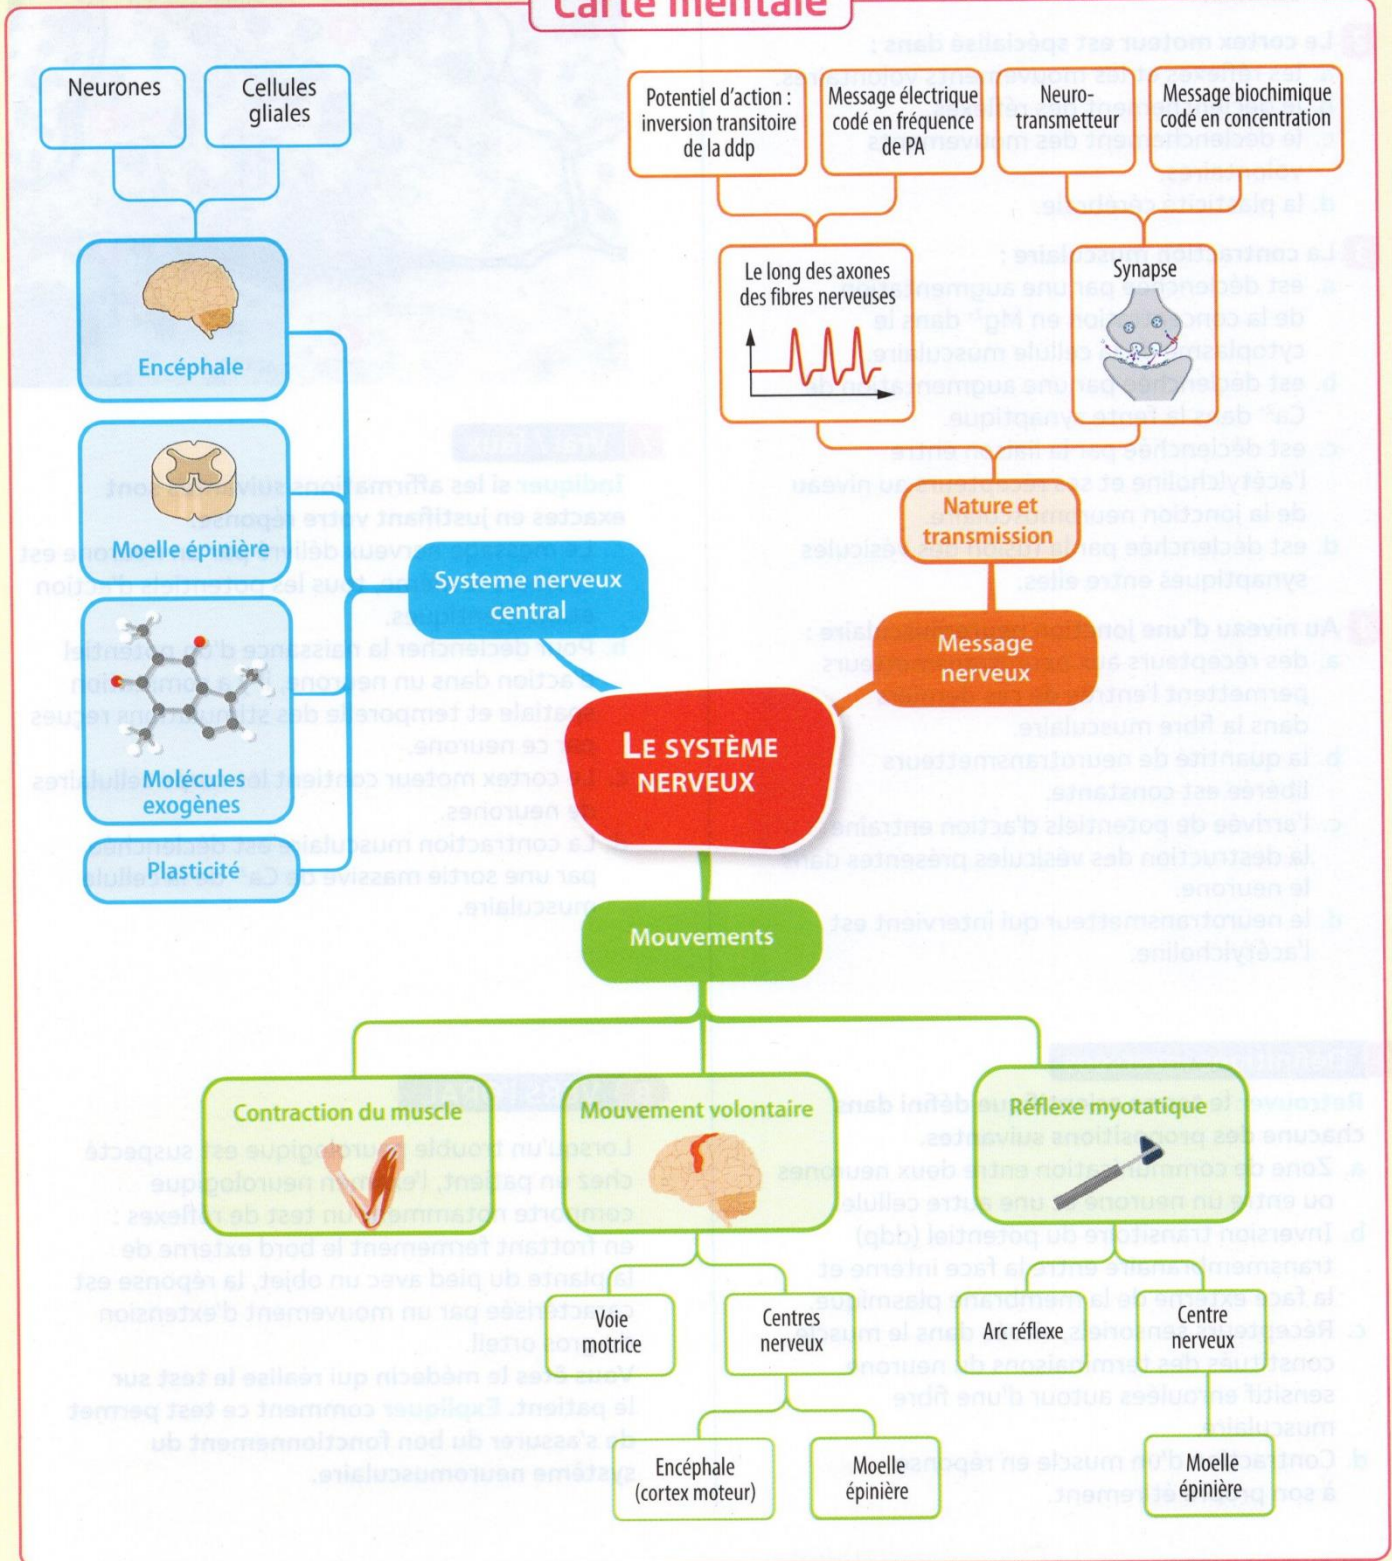 Carte mentale
Neurones
Cellules
gliales
Potentiel d'action :
inversion transitoire
de la ddp
Message électrique
codé en fréquence
de PA
Neuro-
transmetteur
Message biochimique
codé en concentration
Encéphale
Le long des axones
des fibres nerveuses
Synapse
Moelle épinière
Nature et
transmission
Systeme nerveux
central
Message
nerveux
Molécules
exogènes
LE SYSTÈME
NERVEUX
Plasticité
Mouvements
Contraction du muscle
Mouvement volontaire
Réflexe myotatique
Voie
motrice
Centres
nerveux
Arc réflexe
Centre
nerveux
Encéphale
(cortex moteur)
Moelle
épinière
Moelle
épinière